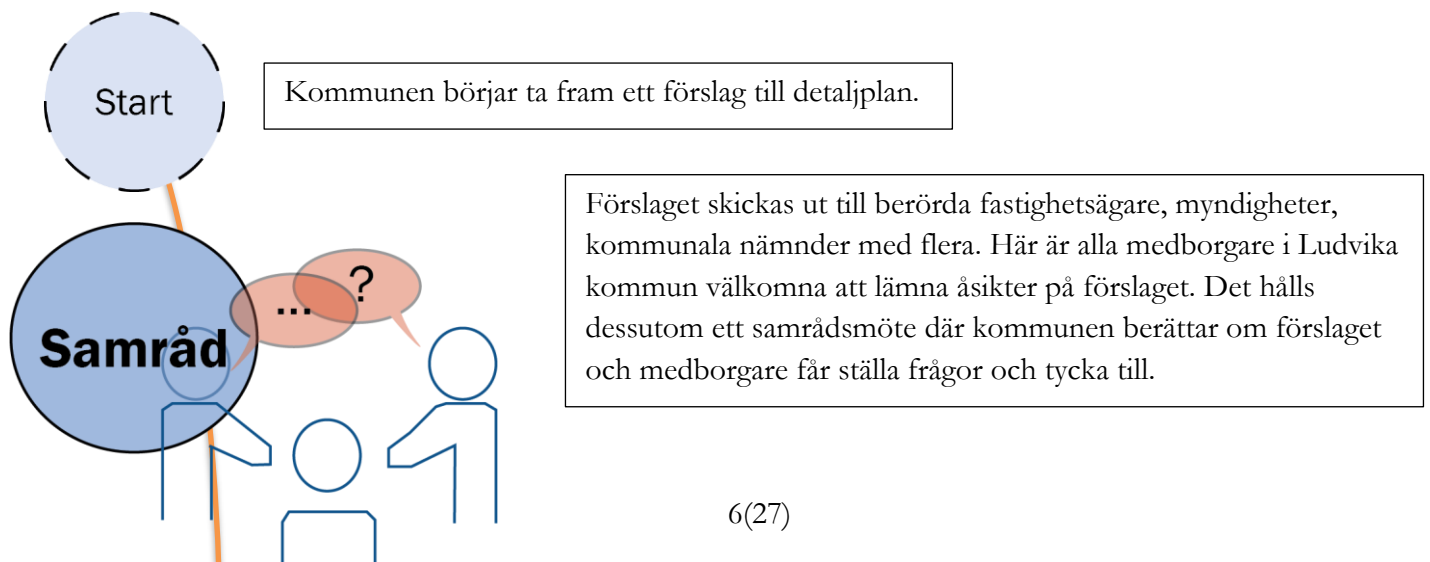 Start
Kommunen börjar ta fram ett förslag till detaljplan.
Förslaget skickas ut till berörda fastighetsägare, myndigheter,
kommunala nämnder med flera. Här är alla medborgare i Ludvika
kommun välkomna att lämna åsikter på förslaget. Det hålls
dessutom ett samrådsmöte där kommunen berättar om förslaget
och medborgare får ställa frågor och tycka till.
?
...
Samråd
6(27)